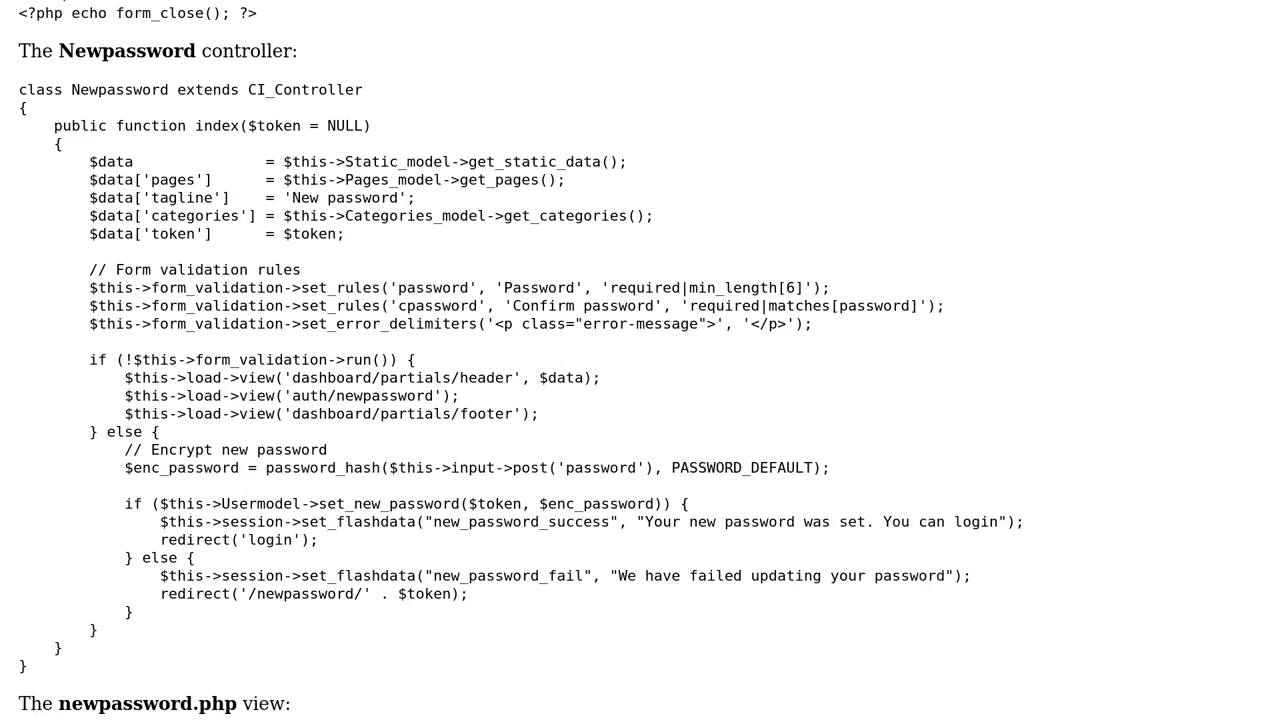 <?php echo form_close(); ?>
The Newpassword controller:
class Newpassword extends CI_Controller
{
    public function index($token = NULL)
    {
        $data               = $this->Static_model->get_static_data();
        $data['pages']      = $this->Pages_model->get_pages();
        $data['tagline']    = 'New password';
        $data['categories'] = $this->Categories_model->get_categories();
        $data['token']      = $token;

        // Form validation rules
        $this->form_validation->set_rules('password', 'Password', 'required|min_length[6]');
        $this->form_validation->set_rules('cpassword', 'Confirm password', 'required|matches[password]');
        $this->form_validation->set_error_delimiters('<p class="error-message">', '</p>');

        if (!$this->form_validation->run()) {
            $this->load->view('dashboard/partials/header', $data);
            $this->load->view('auth/newpassword');
            $this->load->view('dashboard/partials/footer');
        } else {
            // Encrypt new password
            $enc_password = password_hash($this->input->post('password'), PASSWORD_DEFAULT);

            if ($this->Usermodel->set_new_password($token, $enc_password)) {
                $this->session->set_flashdata("new_password_success", "Your new password was set. You can login");
                redirect('login');
            } else {
                $this->session->set_flashdata("new_password_fail", "We have failed updating your password");
                redirect('/newpassword/' . $token);
            }
        }
    }
}
The newpassword.php view: